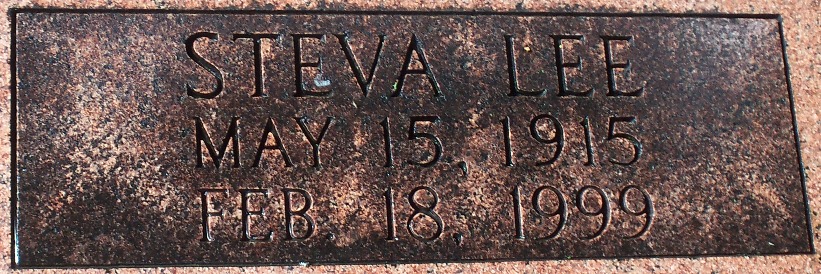 STEVA LEE
MAY 15, 1915
FEB. 18, 1999